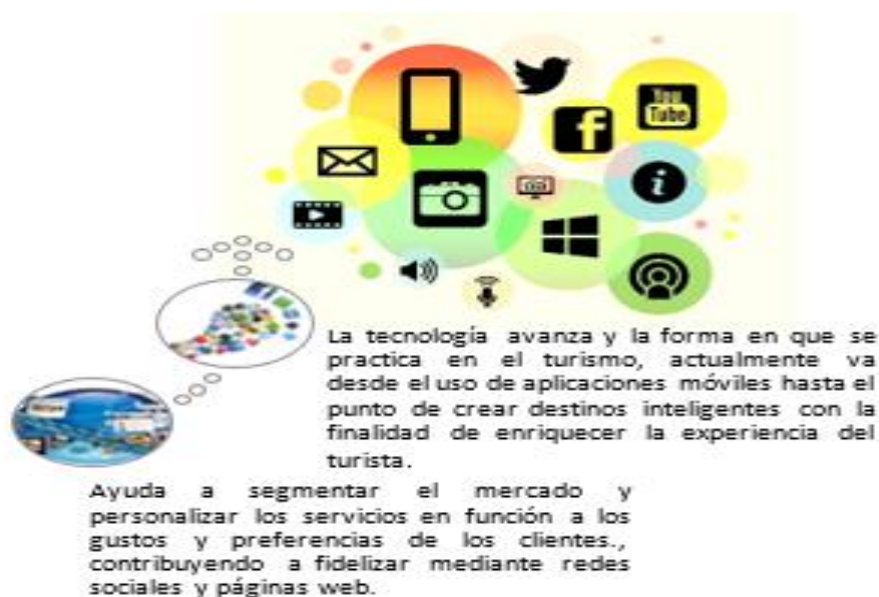 You
Tube
f
i
La tecnología avanza y la forma en que se
practica en el turismo, actualmente va
desde el uso de aplicaciones móviles hasta el
punto de crear destinos inteligentes con la
finalidad de enriquecer la experiencia del
turista.
Ayuda a segmentar el mercado y
personalizar los servicios en función a los
gustos y preferencias de los clientes.,
contribuyendo a fidelizar mediante redes
sociales y páginas web.